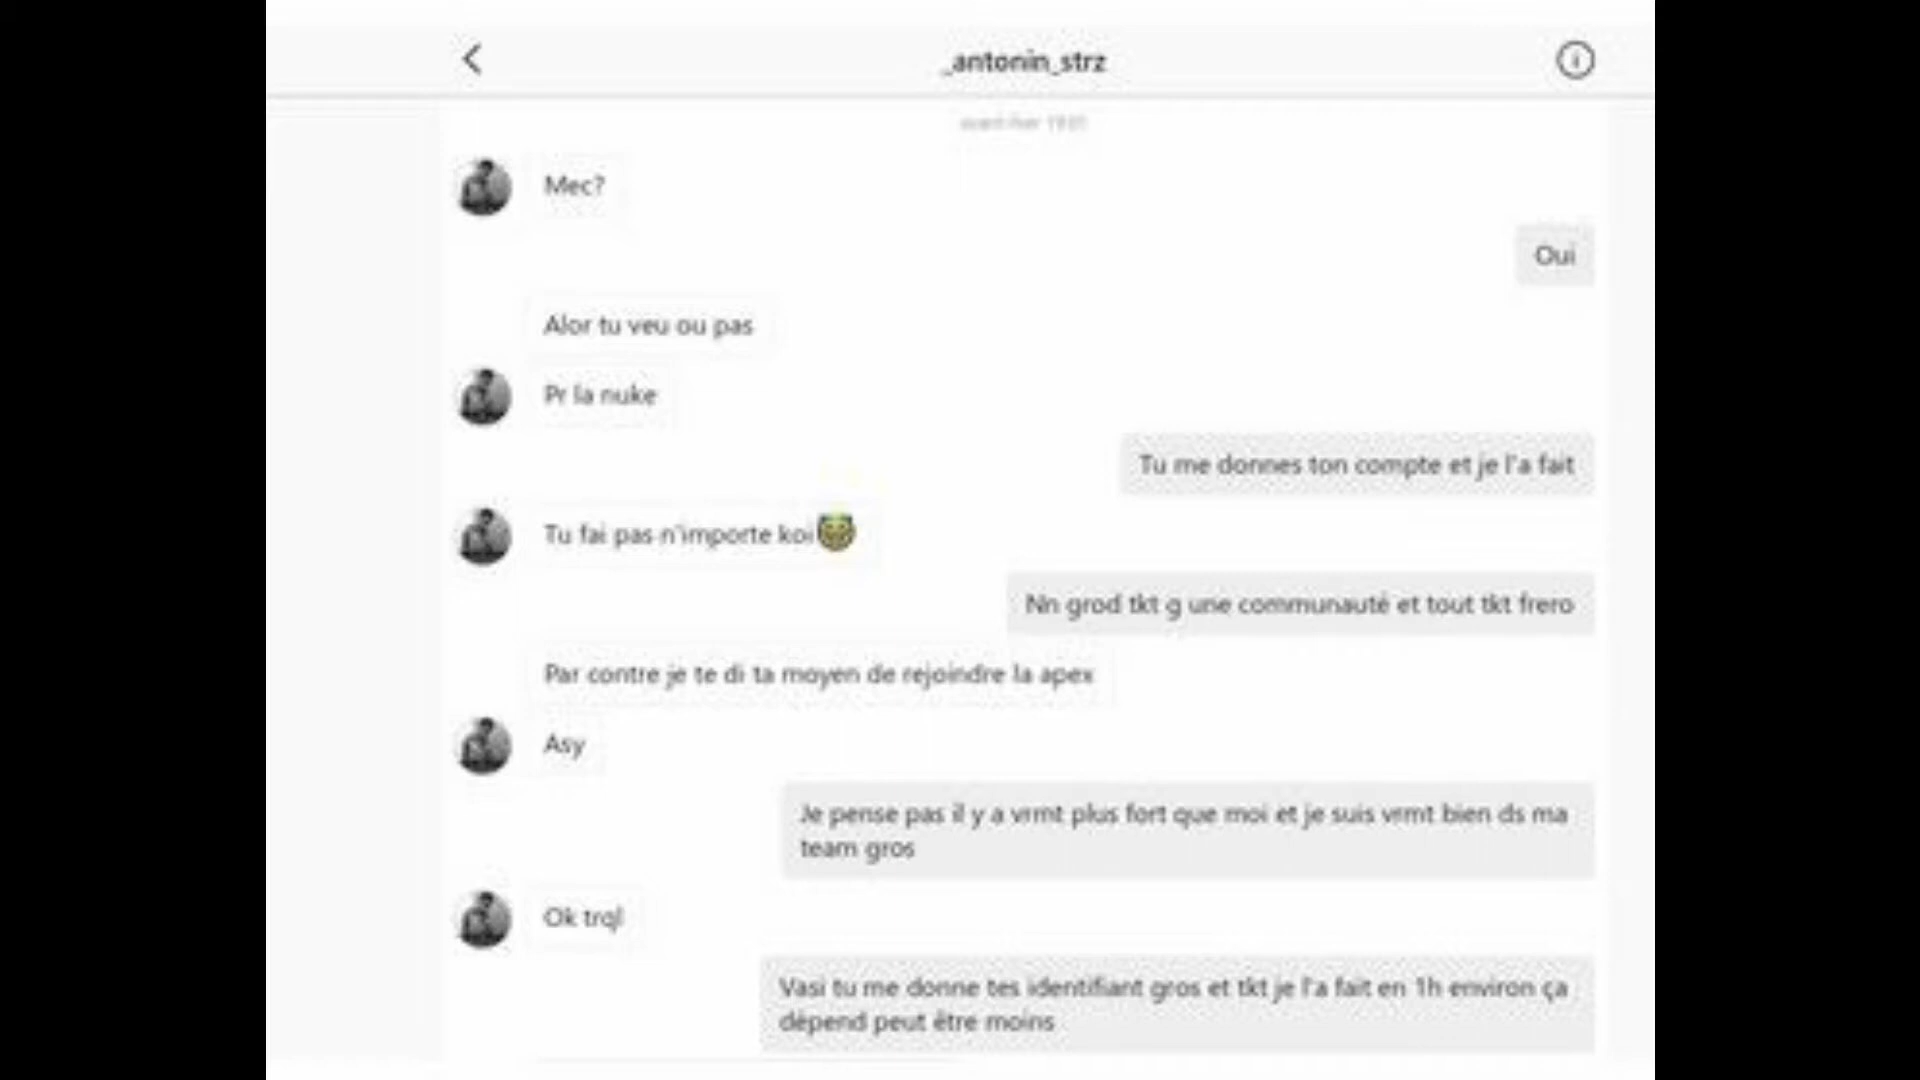 _antonin_strz
Mec?
Oui
Alor tu veu ou pas
Pr la nuke
Tu me donnes ton compte et je l'a fait
Tu fai pas n'importe koi
Nn grod tkt g une communauté et tout tkt frero
Par contre je te di ta moyen de rejoindre la apex
Asy
Je pense pas il y a vrmt plus fort que moi et je suis vrmt bien ds ma
team gros
Ok trql
Vasi tu me donne tes identifiant gros et tkt je l'a fait en 1h environ ça
dépend peut être moins